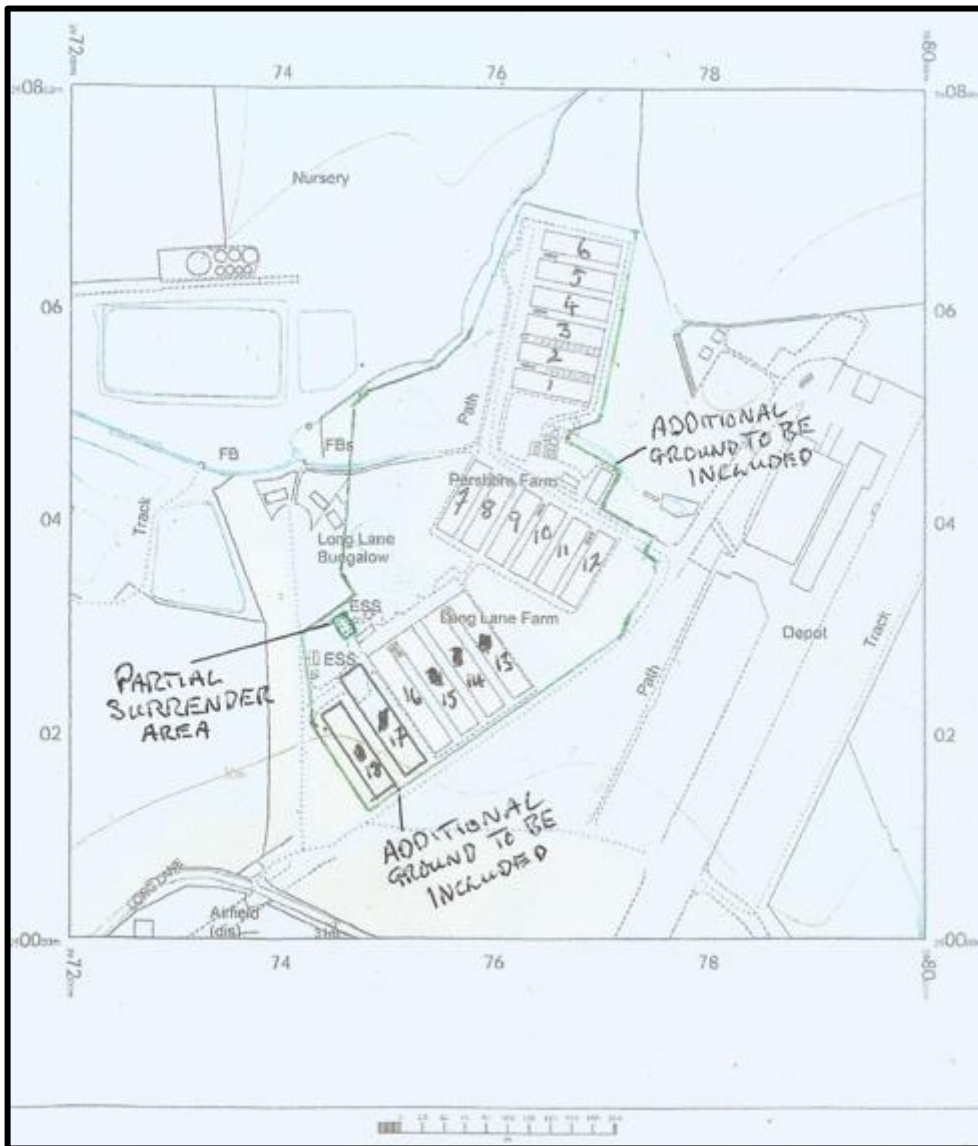 72
74
76
78
80
08
08
Nursery
6
06
5
06
4
3
2
1
Path
ADDITIONAL
GROUND TO BE
INCLUDED
FB
FBs
Pershore Farm
04
7
8
9
10
11
12
04
Track
Long Lane
Bungalow
ESS
Long Lane Farm
Depot
Track
ESS
PARTIAL
SURRENDER
AREA
16
15
14
13
Path
02
17
02
18
ADDITIONAL
GROUND TO BE
INCLUDED
LONG LANE
Airfield
(dis)
00
00
72
74
76
78
80